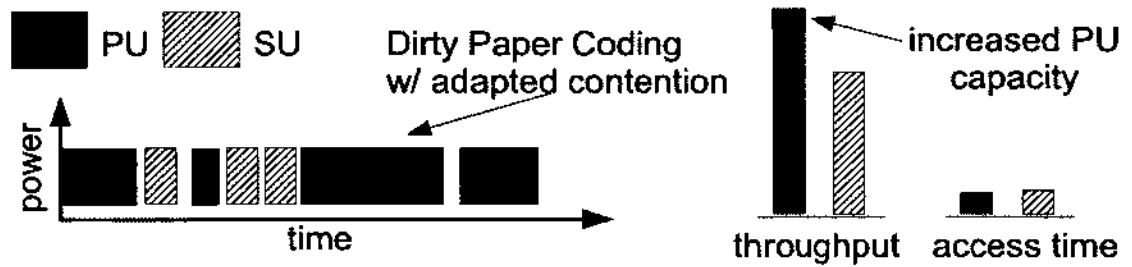 PU SU
Dirty Paper Coding
w/ adapted contention
power
time
increased PU
capacity
throughput access time